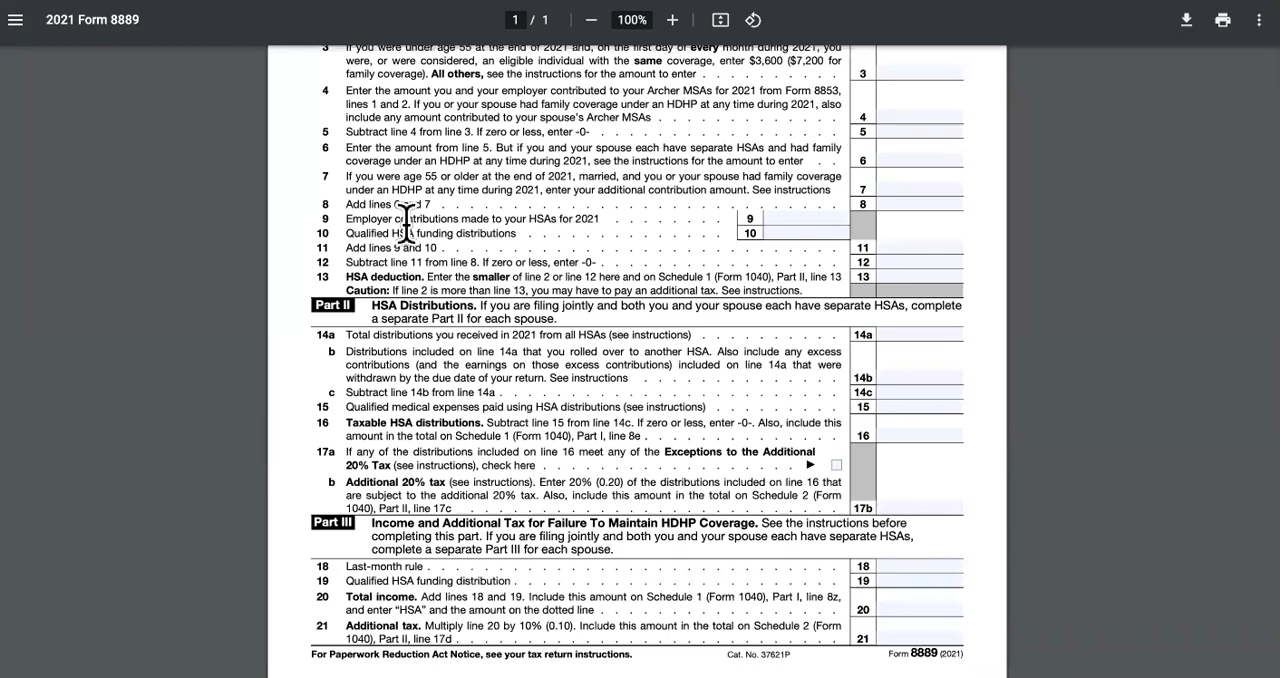 2021 Form 8889
1 / 1
100%
3 If you were under age 55 at the end of 2021 and, on the first day of every month during 2021, you
were, or were considered, an eligible individual with the same coverage, enter $3,600 ($7,200 for
family coverage). All others, see the instructions for the amount to enter . . . . . . . . . . 3
4 Enter the amount you and your employer contributed to your Archer MSAs for 2021 from Form 8853,
lines 1 and 2. If you or your spouse had family coverage under an HDHP at any time during 2021, also
include any amount contributed to your spouse's Archer MSAs . . . . . . . . . . . . . 4
5 Subtract line 4 from line 3. If zero or less, enter -0- . . . . . . . . . . . . . . . . . 5
6 Enter the amount from line 5. But if you and your spouse each have separate HSAs and had family
coverage under an HDHP at any time during 2021, see the instructions for the amount to enter . . 6
7 If you were age 55 or older at the end of 2021, married, and you or your spouse had family coverage
under an HDHP at any time during 2021, enter your additional contribution amount. See instructions 7
8 Add lines 7 . . . . . . . . . . . . . . . . . . . . . . . . . . . . 8
9 Employer contributions made to your HSAs for 2021 . . . . . . . . 9
10 Qualified HSA funding distributions . . . . . . . . . . . . 10
11 Add lines 9 and 10 . . . . . . . . . . . . . . . . . . . . . . . . . . . 11
12 Subtract line 11 from line 8. If zero or less, enter -0- . . . . . . . . . . . . . . . . 12
13 HSA deduction. Enter the smaller of line 2 or line 12 here and on Schedule 1 (Form 1040), Part II, line 13 13
Caution: If line 2 is more than line 13, you may have to pay an additional tax. See instructions.
Part II HSA Distributions. If you are filing jointly and both you and your spouse each have separate HSAs, complete
a separate Part II for each spouse.
14a Total distributions you received in 2021 from all HSAs (see instructions) . . . . . . . . . . 14a
b Distributions included on line 14a that you rolled over to another HSA. Also include any excess
contributions (and the earnings on those excess contributions) included on line 14a that were
withdrawn by the due date of your return. See instructions . . . . . . . . . . . . . . 14b
c Subtract line 14b from line 14a . . . . . . . . . . . . . . . . . . . . . . . 14c
15 Qualified medical expenses paid using HSA distributions (see instructions) . . . . . . . . . 15
16 Taxable HSA distributions. Subtract line 15 from line 14c. If zero or less, enter -0-. Also, include this
amount in the total on Schedule 1 (Form 1040), Part I, line 8e . . . . . . . . . . . . . . 16
17a If any of the distributions included on line 16 meet any of the Exceptions to the Additional
20% Tax (see instructions), check here . . . . . . . . . . . . . . . . . ▶
b Additional 20% tax (see instructions). Enter 20% (0.20) of the distributions included on line 16 that
are subject to the additional 20% tax. Also, include this amount in the total on Schedule 2 (Form
1040), Part II, line 17c . . . . . . . . . . . . . . . . . . . . . . . . . . 17b
Part III Income and Additional Tax for Failure To Maintain HDHP Coverage. See the instructions before
completing this part. If you are filing jointly and both you and your spouse each have separate HSAs,
complete a separate Part III for each spouse.
18 Last-month rule . . . . . . . . . . . . . . . . . . . . . . . . . . . . 18
19 Qualified HSA funding distribution . . . . . . . . . . . . . . . . . . . . . . 19
20 Total income. Add lines 18 and 19. Include this amount on Schedule 1 (Form 1040), Part I, line 8z,
and enter “HSA” and the amount on the dotted line . . . . . . . . . . . . . . . . 20
21 Additional tax. Multiply line 20 by 10% (0.10). Include this amount in the total on Schedule 2 (Form
1040), Part II, line 17d . . . . . . . . . . . . . . . . . . . . . . . . . . 21
For Paperwork Reduction Act Notice, see your tax return instructions. Cat. No. 37621P Form 8889 (2021)